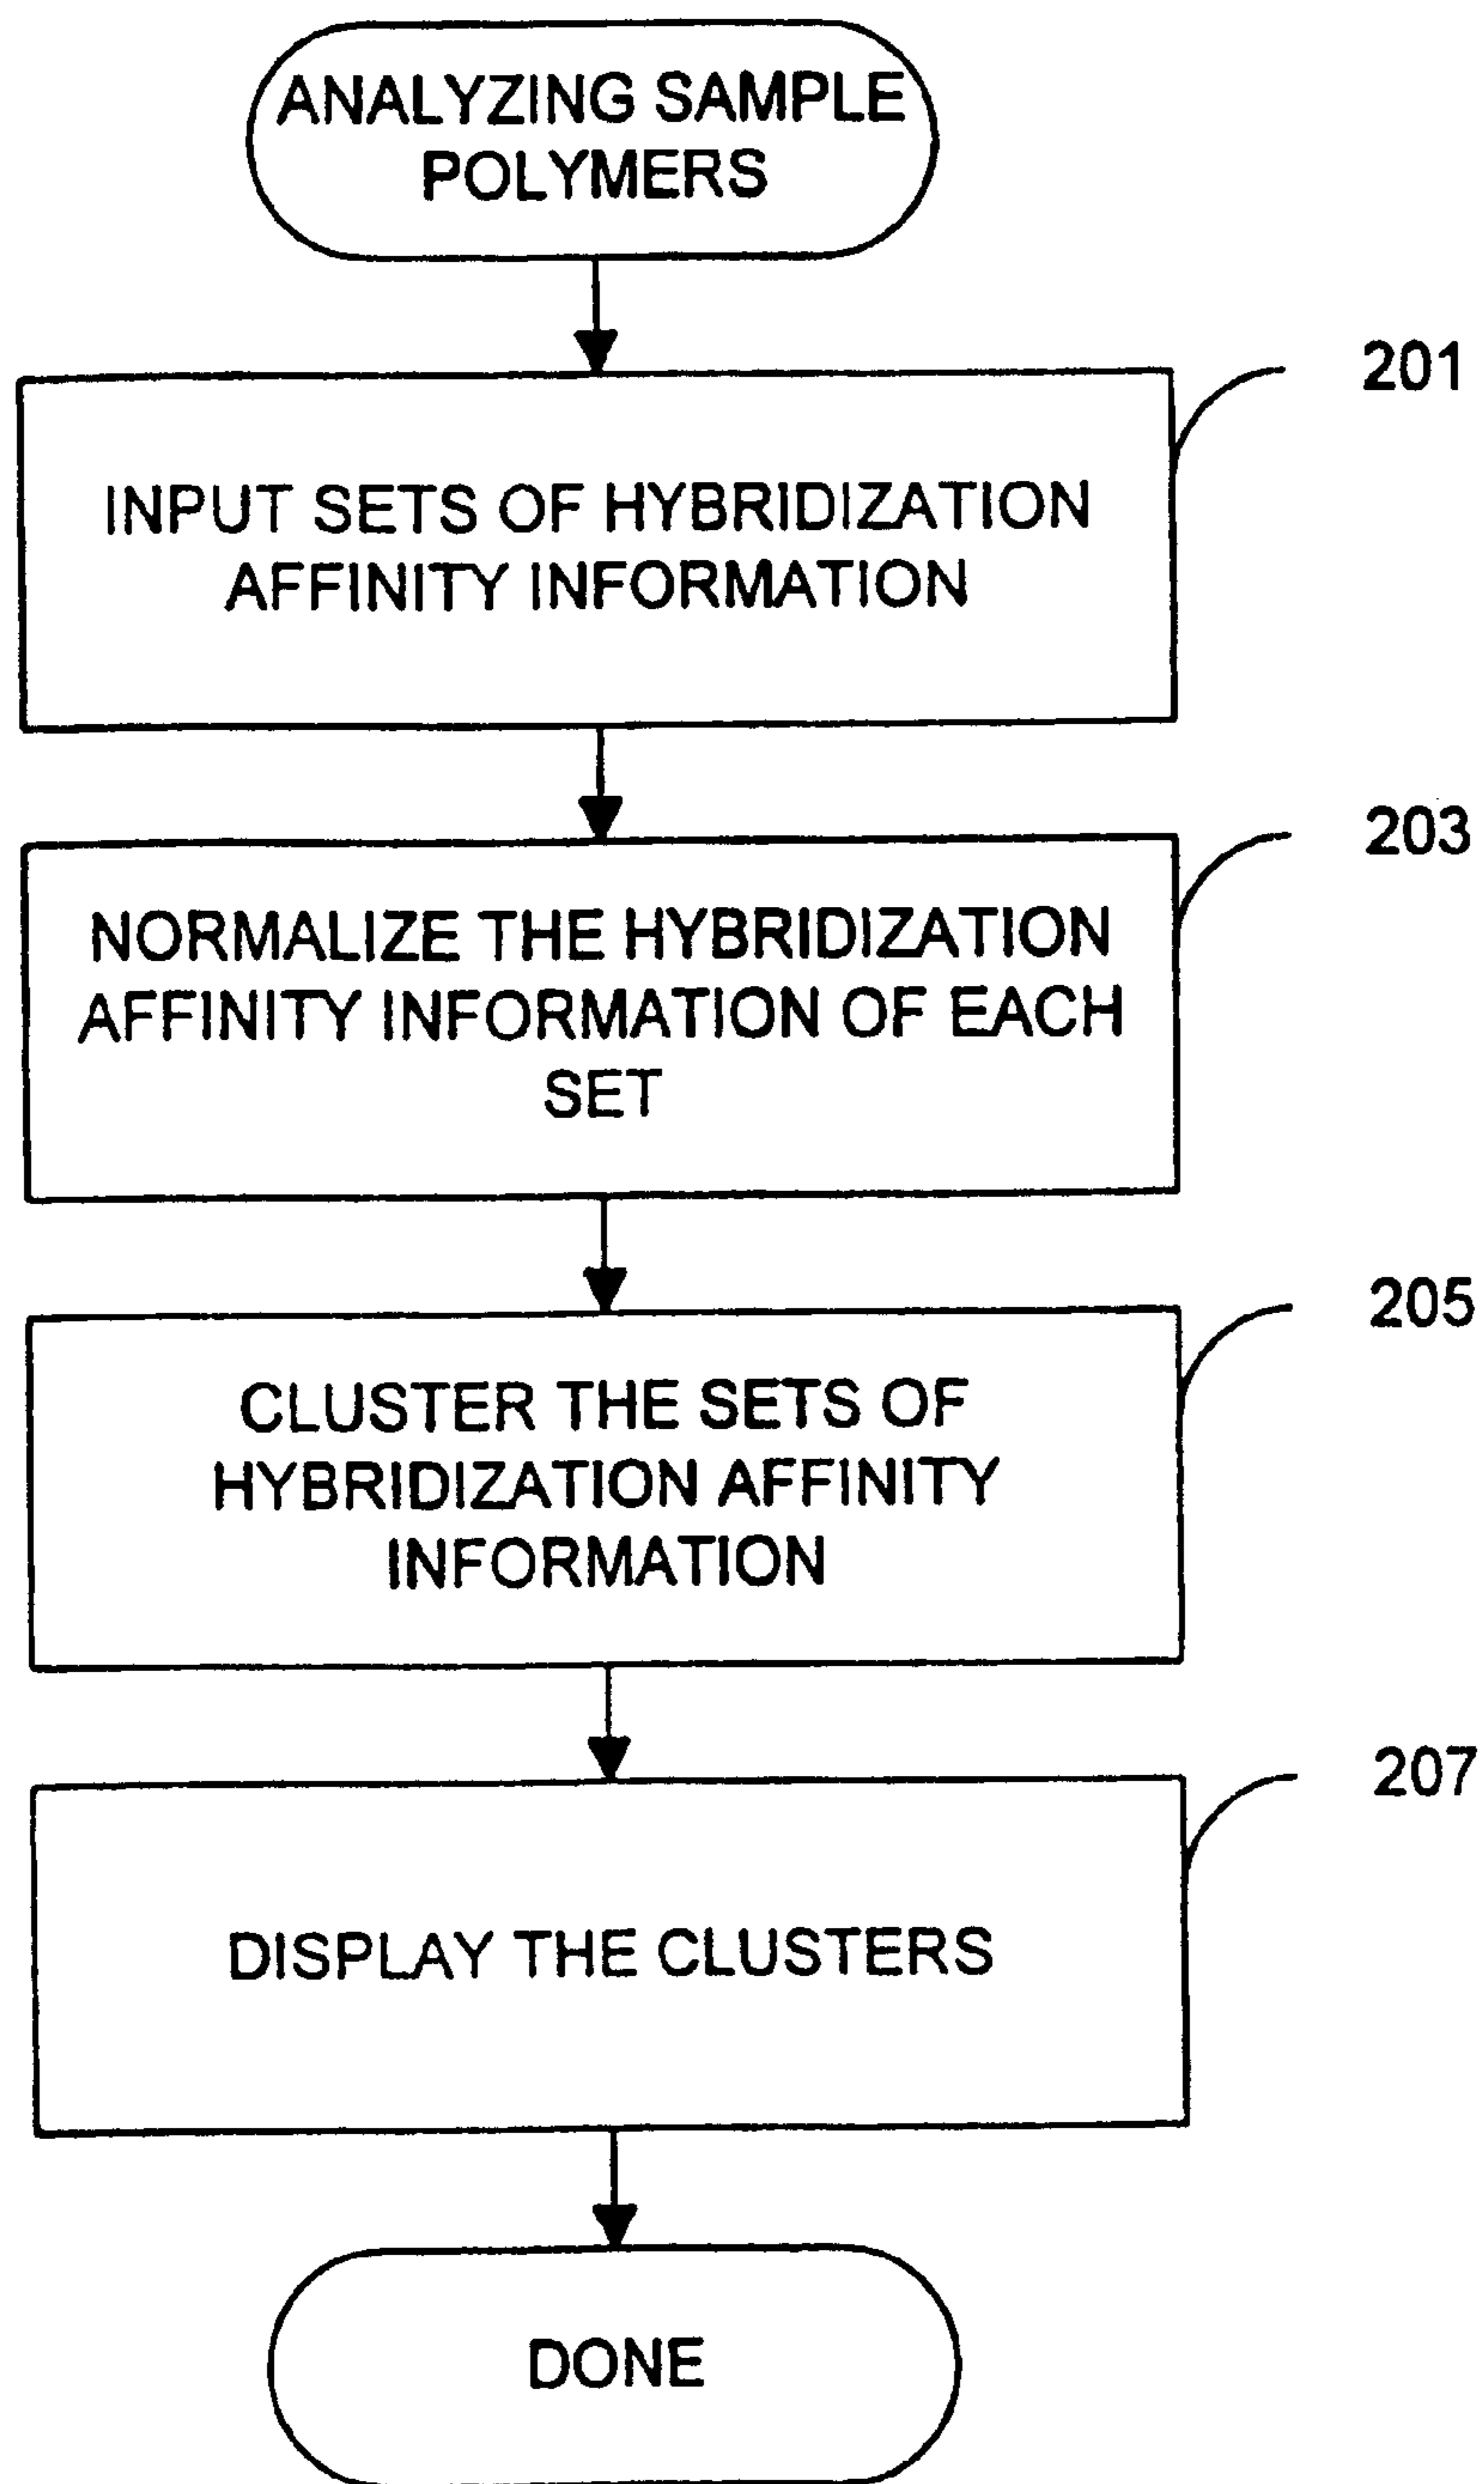 ANALYZING SAMPLE
POLYMERS
201
INPUT SETS OF HYBRIDIZATION
AFFINITY INFORMATION
203
NORMALIZE THE HYBRIDIZATION
AFFINITY INFORMATION OF EACH
SET
205
CLUSTER THE SETS OF
HYBRIDIZATION AFFINITY
INFORMATION
207
DISPLAY THE CLUSTERS
DONE